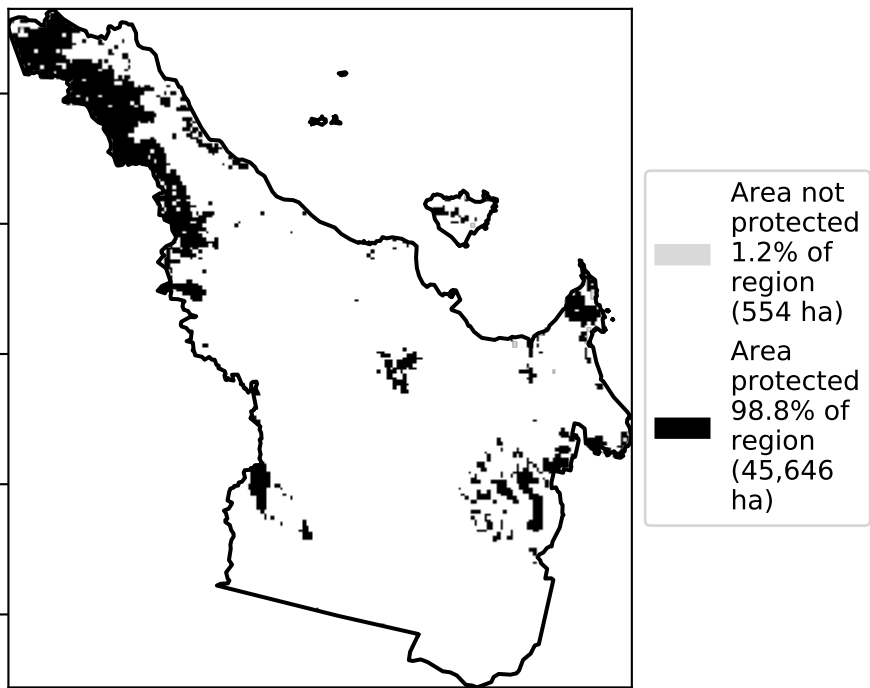 Area not
protected
1.2% of
region
(554 ha)
Area
protected
98.8% of
region
(45,646
ha)